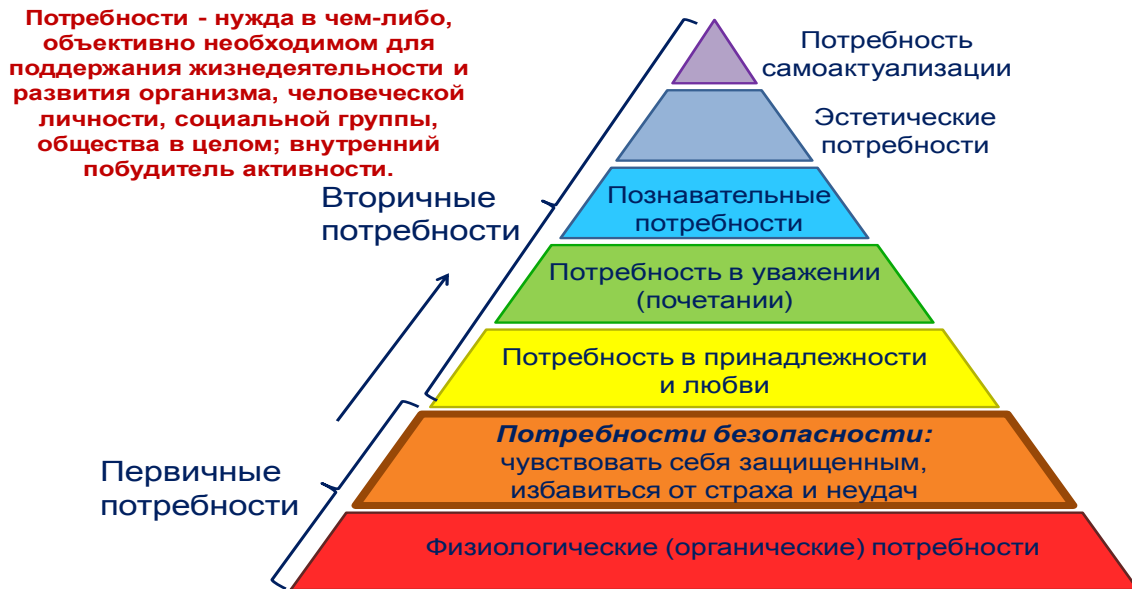 Потребности - нужда в чем-либо,
объективно необходимом для
поддержания жизнедеятельности и
развития организма, человеческой
личности, социальной группы,
общества в целом; внутренний
побудитель активности.
Потребность
самоактуализации
Эстетические
потребности
Вторичные
потребности
Познавательные
потребности
Потребность в уважении
(почетании)
Потребность в принадлежности
и любви
Первичные
потребности
Потребности безопасности:
чувствовать себя защищенным,
избавиться от страха и неудач
Физиологические (органические) потребности